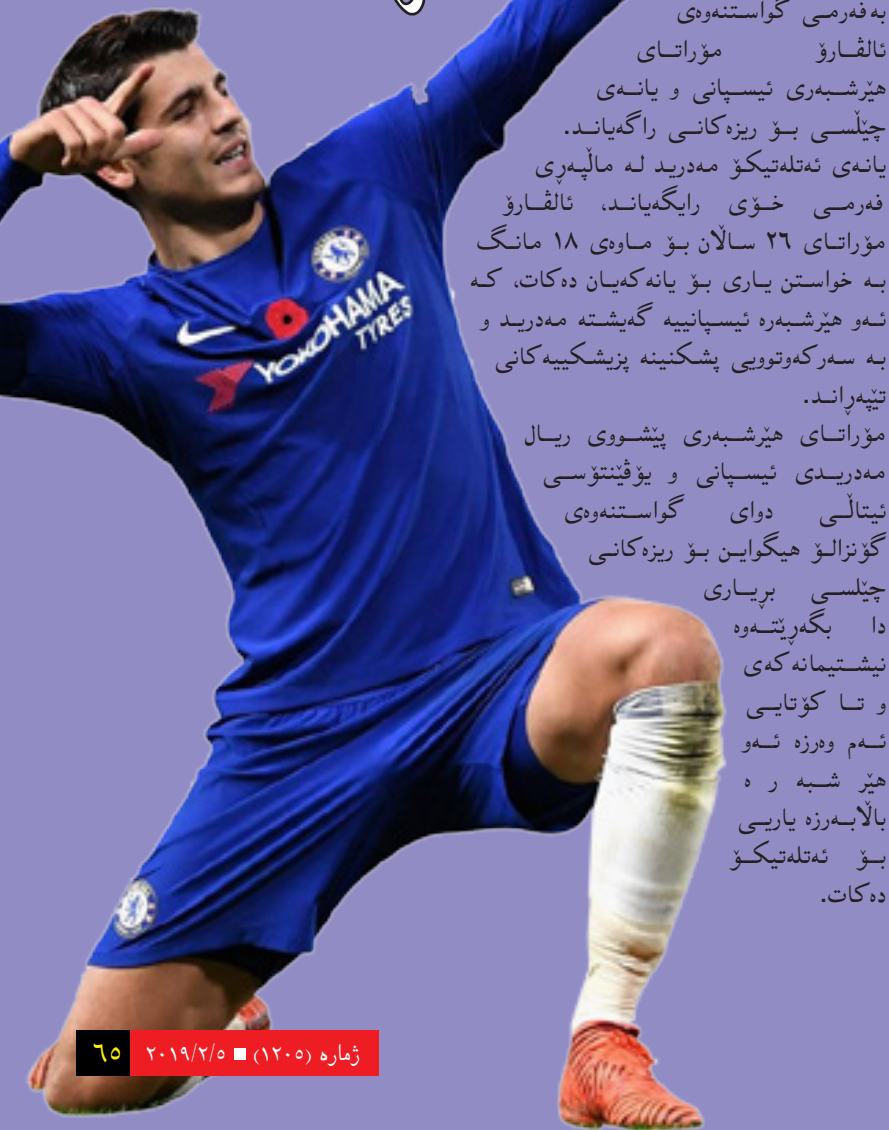 بەفەرمی گواستنەوەی
ئالڤارۆ مۆراتای
هێرشبەری ئیسپانی و یانەی
چێڵسی بۆ ریزەکانی راگەیاند.
یانەی ئەتلەتیکۆ مەدرید لە ماڵپەڕی
فەرمی خۆی رایگەیاند، ئالڤارۆ
مۆراتای ٢٦ ساڵان بۆ ماوەی ١٨ مانگ
بە خواستن یاری بۆ یانەکەیان دەکات، کە
ئەو هێرشبەرە ئیسپانییە گەیشتە مەدرید و
بە سەرکەوتوویی پشکنینە پزیشکییەکانی
تێپەڕاند.
مۆراتای هێرشبەری پێشووی ریال
مەدریدی ئیسپانی و یۆڤێنتۆسی
ئیتاڵی دوای گواستنەوەی
گۆنزالۆ هیگواین بۆ ریزەکانی
چێلسی بڕیاری
دا بگەڕێتەوە
نیشتیمانەکەی
و تا کۆتایی
ئەم وەرزە ئەو
هێر شبە ر ە
باڵابەرزە یاریی
بۆ ئەتلەتیکۆ
دەکات.
YOKOHAMA
TYRES
ژمارە (١٢٠٥) ■ ٢٠١٩/٢/٥ ٦٥